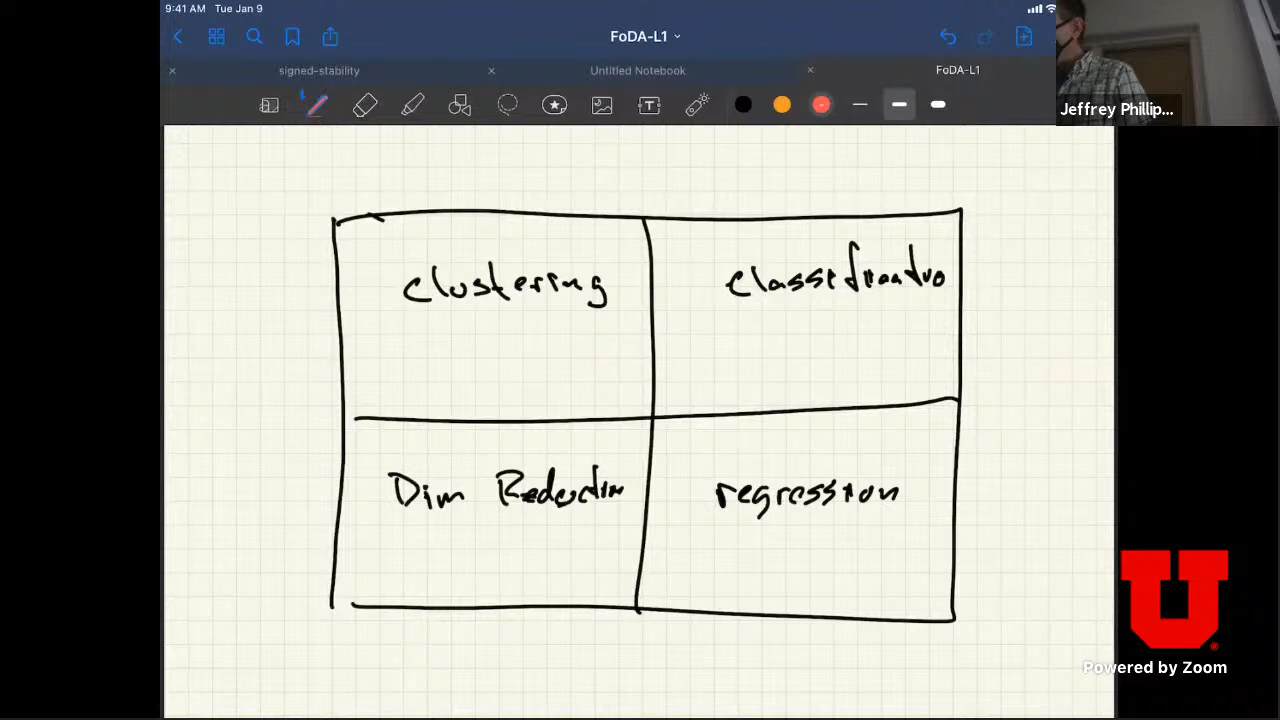 9:41 AM Tue Jan 9
FoDA-L1
signed-stability
Untitled Notebook
FoDA-L1
Jeffrey Phillip...
clustering
classification
Dim Reduction
regression
U
Powered by Zoom